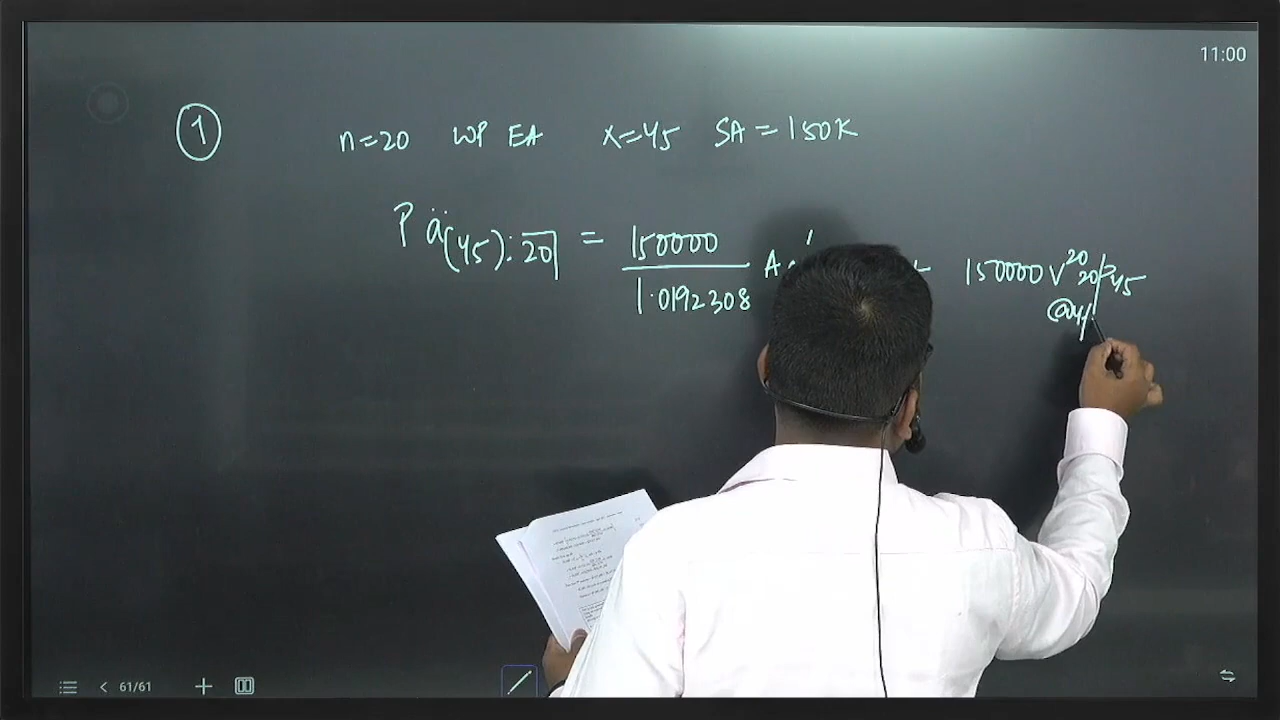 11:00
① n=20 WP EA x=45 SA = 150K
P ä[45]:20̅| = 150000 A + 150000 v²⁰ ₂₀P₄₅
1.0192308 @4%
61/61